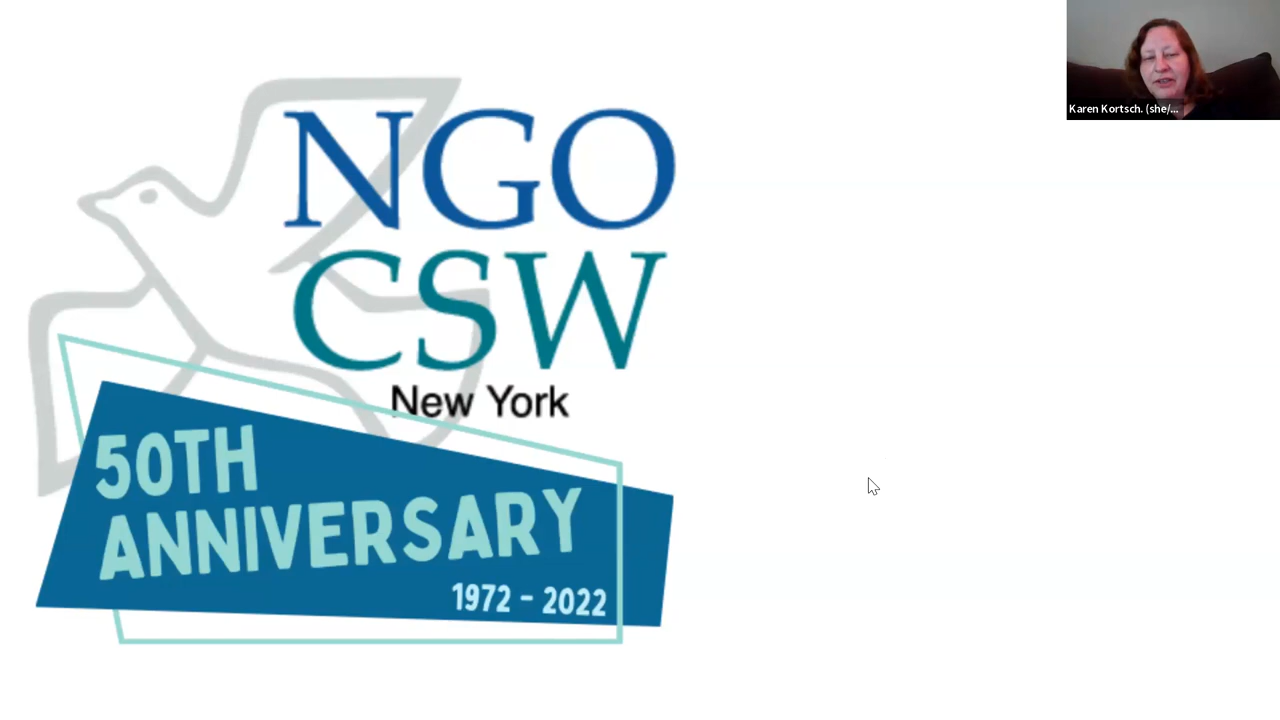 NGO
CSW
New York
50TH
ANNIVERSARY
1972 - 2022
Karen Kortsch. (she/...